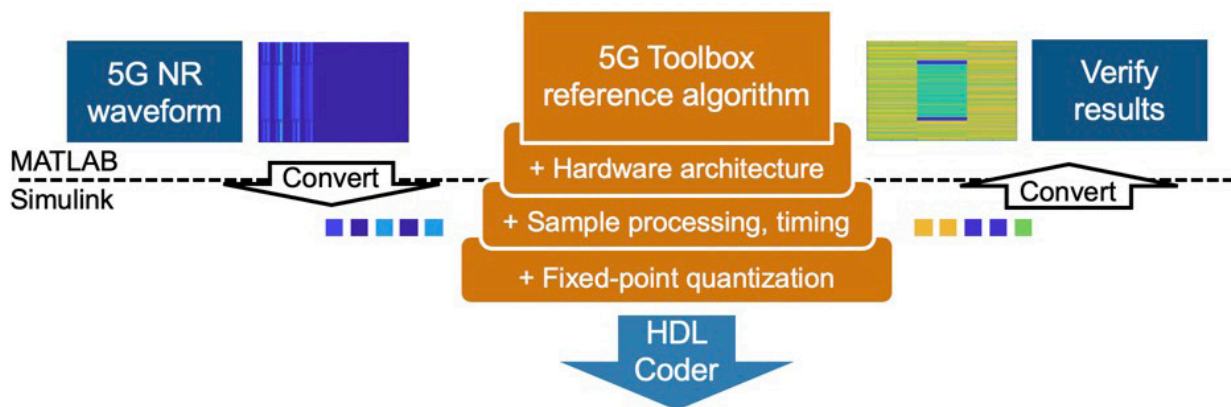 5G NR
waveform
5G Toolbox
reference algorithm
Verify
results
MATLAB
Simulink
Convert
+ Hardware architecture
Convert
+ Sample processing, timing
+ Fixed-point quantization
HDL
Coder